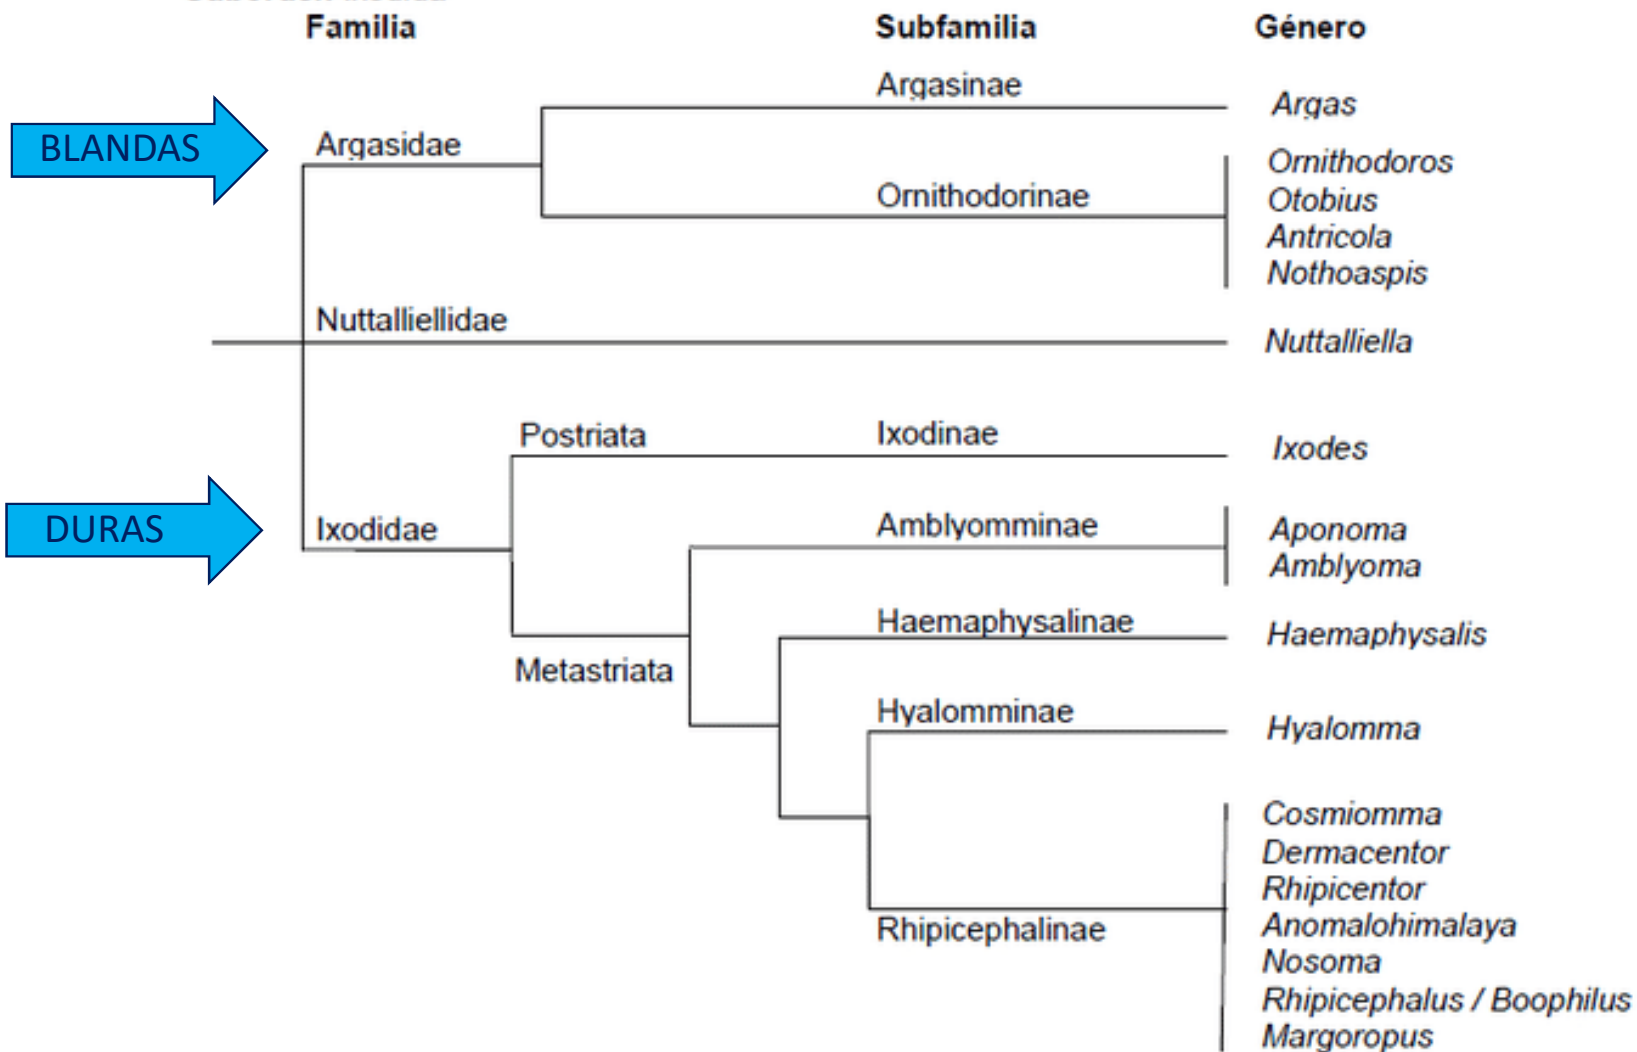 Familia Subfamilia Género
Argasinae
Argas
BLANDAS
Argasidae
Ornithodoros
Ornithodorinae
Otobius
Antricola
Nothoaspis
Nuttalliellidae
Nuttalliella
Postriata
Ixodinae
Ixodes
DURAS
Ixodidae
Amblyomminae
Aponoma
Amblyoma
Haemaphysalinae
Haemaphysalis
Metastriata
Hyalomminae
Hyalomma
Cosmiomma
Dermacentor
Rhipicentor
Rhipicephalinae
Anomalohimalaya
Nosoma
Rhipicephalus / Boophilus
Margoropus